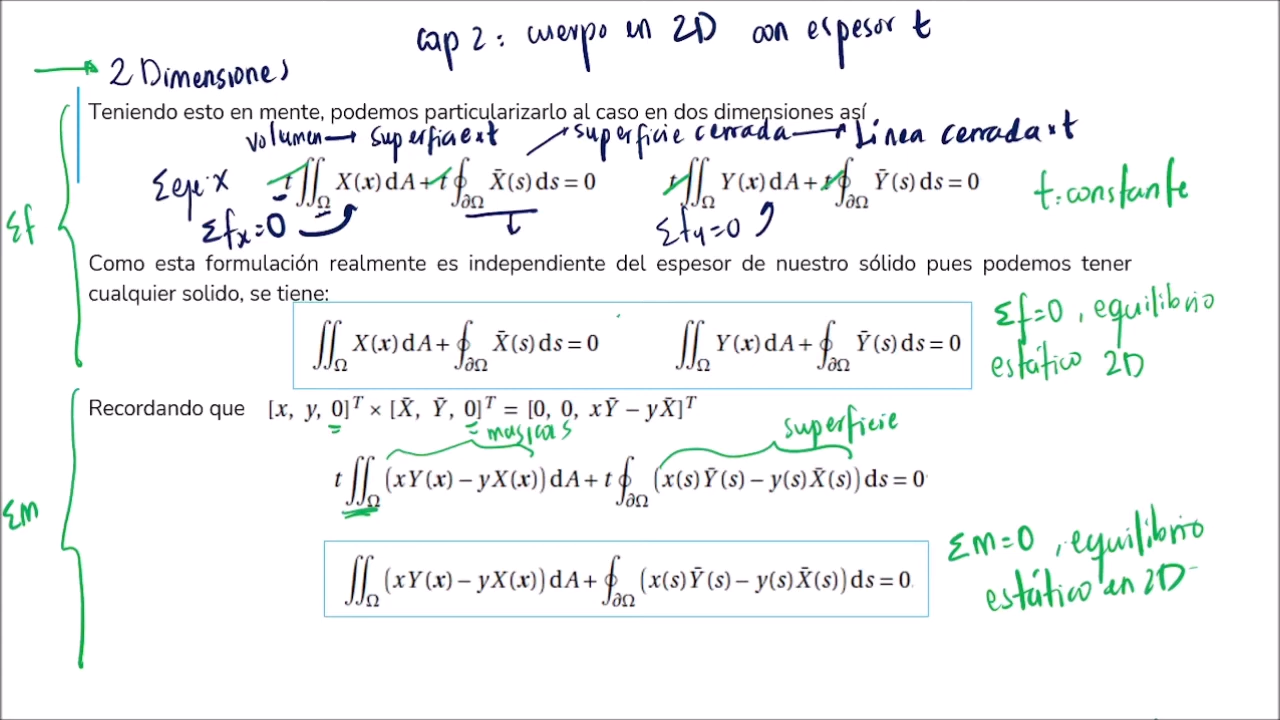 cap 2: cuerpo en 2D con espesor t
→ 2 Dimensiones
Teniendo esto en mente, podemos particularizarlo al caso en dos dimensiones así
volumen → superficie*t superficie cerrada → Línea cerrada*t
Σeje x t∬_Ω X(x) dA + t∮_∂Ω X̄(s) ds = 0 t∬_Ω Y(x) dA + t∮_∂Ω Ȳ(s) ds = 0 t: constante
Σfx=0 Σfy=0
Σf
Como esta formulación realmente es independiente del espesor de nuestro sólido pues podemos tener
cualquier solido, se tiene:
∬_Ω X(x) dA + ∮_∂Ω X̄(s) ds = 0 ∬_Ω Y(x) dA + ∮_∂Ω Ȳ(s) ds = 0
Σf=0, equilibrio
estático 2D
Recordando que [x, y, 0]ᵀ × [X̄, Ȳ, 0]ᵀ = [0, 0, xȲ − yX̄]ᵀ
másicas superficie
t∬_Ω (xY(x) − yX(x)) dA + t∮_∂Ω (x(s)Ȳ(s) − y(s)X̄(s)) ds = 0
ΣM
∬_Ω (xY(x) − yX(x)) dA + ∮_∂Ω (x(s)Ȳ(s) − y(s)X̄(s)) ds = 0.
ΣM=0, equilibrio
estático en 2D